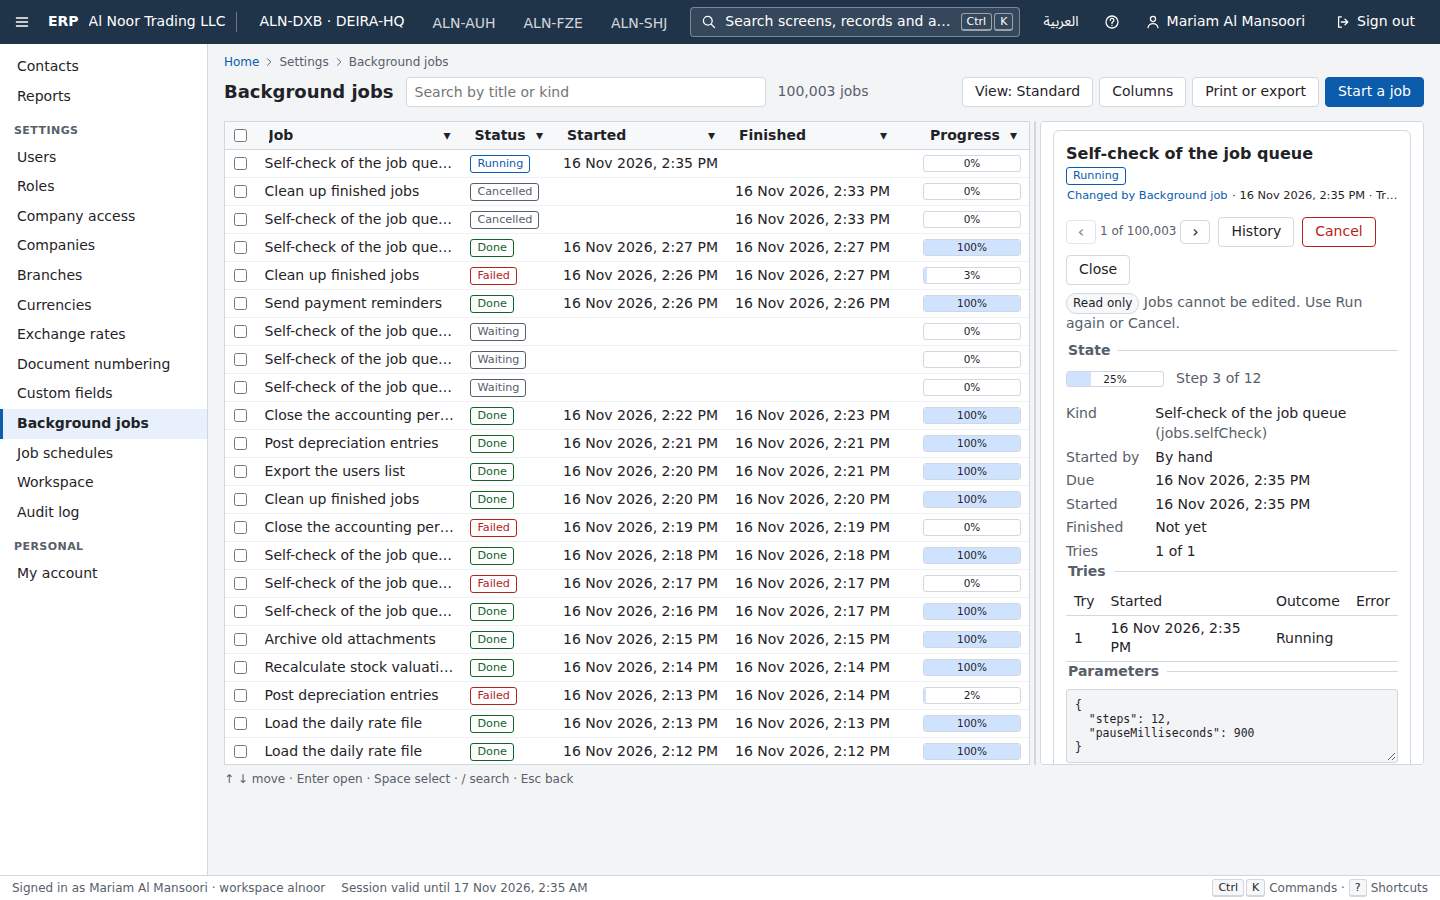 ERP Al Noor Trading LLC ALN-DXB · DEIRA-HQ ALN-AUH ALN-FZE ALN-SHJ Search screens, records and a… Ctrl K العربية Mariam Al Mansoori Sign out
Contacts
Reports
SETTINGS
Users
Roles
Company access
Companies
Branches
Currencies
Exchange rates
Document numbering
Custom fields
Background jobs
Job schedules
Workspace
Audit log
PERSONAL
My account
Home > Settings > Background jobs
Background jobs Search by title or kind 100,003 jobs View: Standard Columns Print or export Start a job
Job Status Started Finished Progress
Self-check of the job que… Running 16 Nov 2026, 2:35 PM 0%
Clean up finished jobs Cancelled 16 Nov 2026, 2:33 PM 0%
Self-check of the job que… Cancelled 16 Nov 2026, 2:33 PM 0%
Self-check of the job que… Done 16 Nov 2026, 2:27 PM 16 Nov 2026, 2:27 PM 100%
Clean up finished jobs Failed 16 Nov 2026, 2:26 PM 16 Nov 2026, 2:27 PM 3%
Send payment reminders Done 16 Nov 2026, 2:26 PM 16 Nov 2026, 2:26 PM 100%
Self-check of the job que… Waiting 0%
Self-check of the job que… Waiting 0%
Self-check of the job que… Waiting 0%
Close the accounting per… Done 16 Nov 2026, 2:22 PM 16 Nov 2026, 2:23 PM 100%
Post depreciation entries Done 16 Nov 2026, 2:21 PM 16 Nov 2026, 2:21 PM 100%
Export the users list Done 16 Nov 2026, 2:20 PM 16 Nov 2026, 2:21 PM 100%
Clean up finished jobs Done 16 Nov 2026, 2:20 PM 16 Nov 2026, 2:20 PM 100%
Close the accounting per… Failed 16 Nov 2026, 2:19 PM 16 Nov 2026, 2:19 PM 0%
Self-check of the job que… Done 16 Nov 2026, 2:18 PM 16 Nov 2026, 2:18 PM 100%
Self-check of the job que… Failed 16 Nov 2026, 2:17 PM 16 Nov 2026, 2:17 PM 0%
Self-check of the job que… Done 16 Nov 2026, 2:16 PM 16 Nov 2026, 2:17 PM 100%
Archive old attachments Done 16 Nov 2026, 2:15 PM 16 Nov 2026, 2:15 PM 100%
Recalculate stock valuati… Done 16 Nov 2026, 2:14 PM 16 Nov 2026, 2:14 PM 100%
Post depreciation entries Failed 16 Nov 2026, 2:13 PM 16 Nov 2026, 2:14 PM 2%
Load the daily rate file Done 16 Nov 2026, 2:13 PM 16 Nov 2026, 2:13 PM 100%
Load the daily rate file Done 16 Nov 2026, 2:12 PM 16 Nov 2026, 2:12 PM 100%
↑ ↓ move · Enter open · Space select · / search · Esc back
Self-check of the job queue
Running
Changed by Background job · 16 Nov 2026, 2:35 PM · Tr…
‹ 1 of 100,003 › History Cancel
Close
Read only Jobs cannot be edited. Use Run
again or Cancel.
State
25% Step 3 of 12
Kind Self-check of the job queue
(jobs.selfCheck)
Started by By hand
Due 16 Nov 2026, 2:35 PM
Started 16 Nov 2026, 2:35 PM
Finished Not yet
Tries 1 of 1
Tries
Try Started Outcome Error
1 16 Nov 2026, 2:35 PM Running
Parameters
{
"steps": 12,
"pauseMilliseconds": 900
}
Signed in as Mariam Al Mansoori · workspace alnoor Session valid until 17 Nov 2026, 2:35 AM Ctrl K Commands · ? Shortcuts